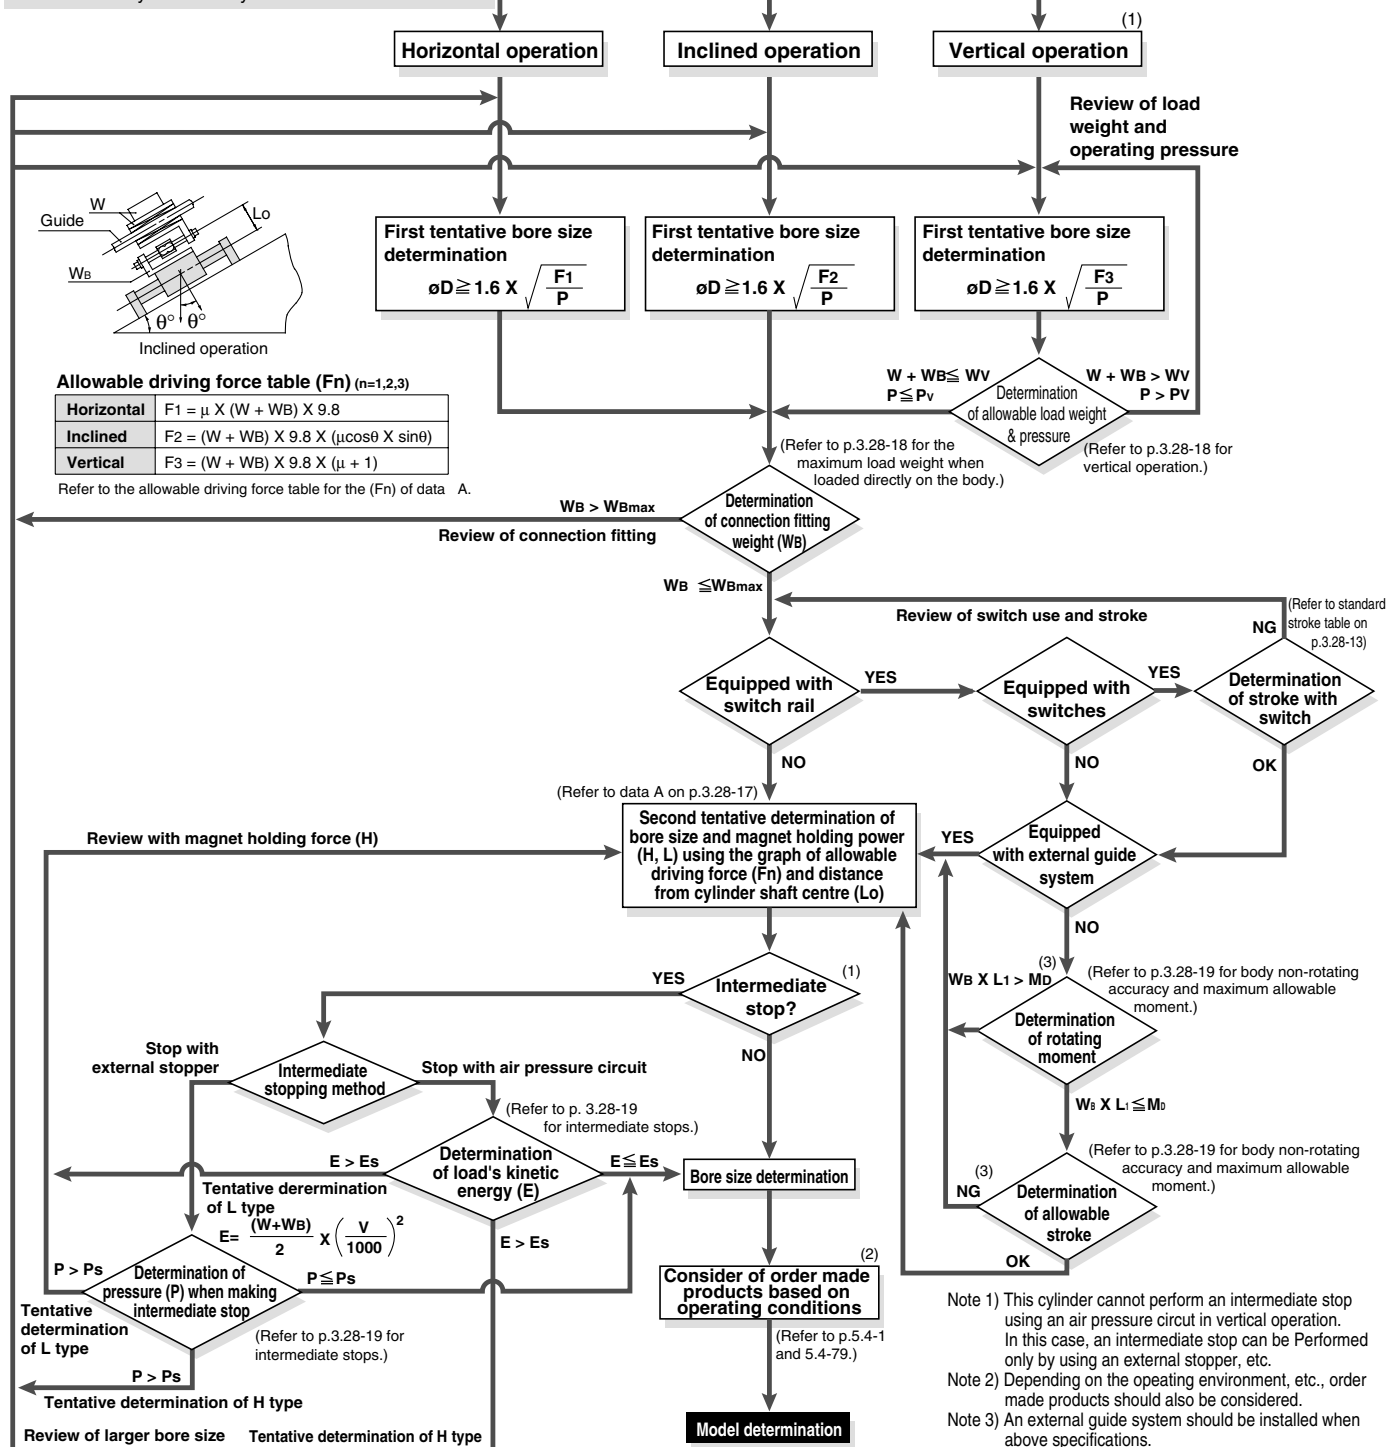 Horizontal operation
Inclined operation
(1)
Vertical operation
Review of load
weight and
operating pressure
W
Guide
Lo
WB
θ° θ°
Inclined operation
First tentative bore size
determination
øD≧1.6 X √ F1 / P
First tentative bore size
determination
øD≧1.6 X √ F2 / P
First tentative bore size
determination
øD≧1.6 X √ F3 / P
Allowable driving force table (Fn) (n=1,2,3)
Horizontal F1 = μ X (W + WB) X 9.8
Inclined F2 = (W + WB) X 9.8 X (μcosθ X sinθ)
Vertical F3 = (W + WB) X 9.8 X (μ + 1)
Refer to the allowable driving force table for the (Fn) of data A.
W + WB≦ WV
P≦PV
Determination
of allowable load weight
& pressure
W + WB > WV
P > PV
(Refer to p.3.28-18 for
vertical operation.)
(Refer to p.3.28-18 for the
maximum load weight when
loaded directly on the body.)
WB > WBmax
Review of connection fitting
Determination
of connection fitting
weight (WB)
WB ≦WBmax
Review of switch use and stroke
NG
(Refer to standard
stroke table on
p.3.28-13)
Equipped with
switch rail
YES
Equipped with
switches
YES
Determination
of stroke with
switch
NO
NO
OK
(Refer to data A on p.3.28-17)
Review with magnet holding force (H)
Second tentative determination of
bore size and magnet holding power
(H, L) using the graph of allowable
driving force (Fn) and distance
from cylinder shaft centre (Lo)
YES
Equipped
with external guide
system
NO
(3)
WB X L1 > MD
(Refer to p.3.28-19 for body non-rotating
accuracy and maximum allowable
moment.)
Determination
of rotating
moment
WB X L1≦MD
(Refer to p.3.28-19 for body non-rotating
accuracy and maximum allowable
moment.)
(3)
NG
Determination
of allowable
stroke
OK
YES
(1)
Intermediate
stop?
NO
Stop with
external stopper
Intermediate
stopping method
Stop with air pressure circuit
(Refer to p. 3.28-19
for intermediate stops.)
E > Es
Determination
of load's kinetic
energy (E)
E≦Es
Tentative derermination
of L type
E= (W+WB) / 2 X ( V / 1000 ) 2
E > Es
Bore size determination
P > Ps
Determination of
pressure (P) when making
intermediate stop
P≦Ps
Tentative
determination
of L type
(Refer to p.3.28-19 for
intermediate stops.)
P > Ps
Tentative determination of H type
Review of larger bore size
Tentative determination of H type
(2)
Consider of order made
products based on
operating conditions
(Refer to p.5.4-1
and 5.4-79.)
Model determination
Note 1) This cylinder cannot perform an intermediate stop
using an air pressure circut in vertical operation.
In this case, an intermediate stop can be Performed
only by using an external stopper, etc.
Note 2) Depending on the opeating environment, etc., order
made products should also be considered.
Note 3) An external guide system should be installed when
above specifications.